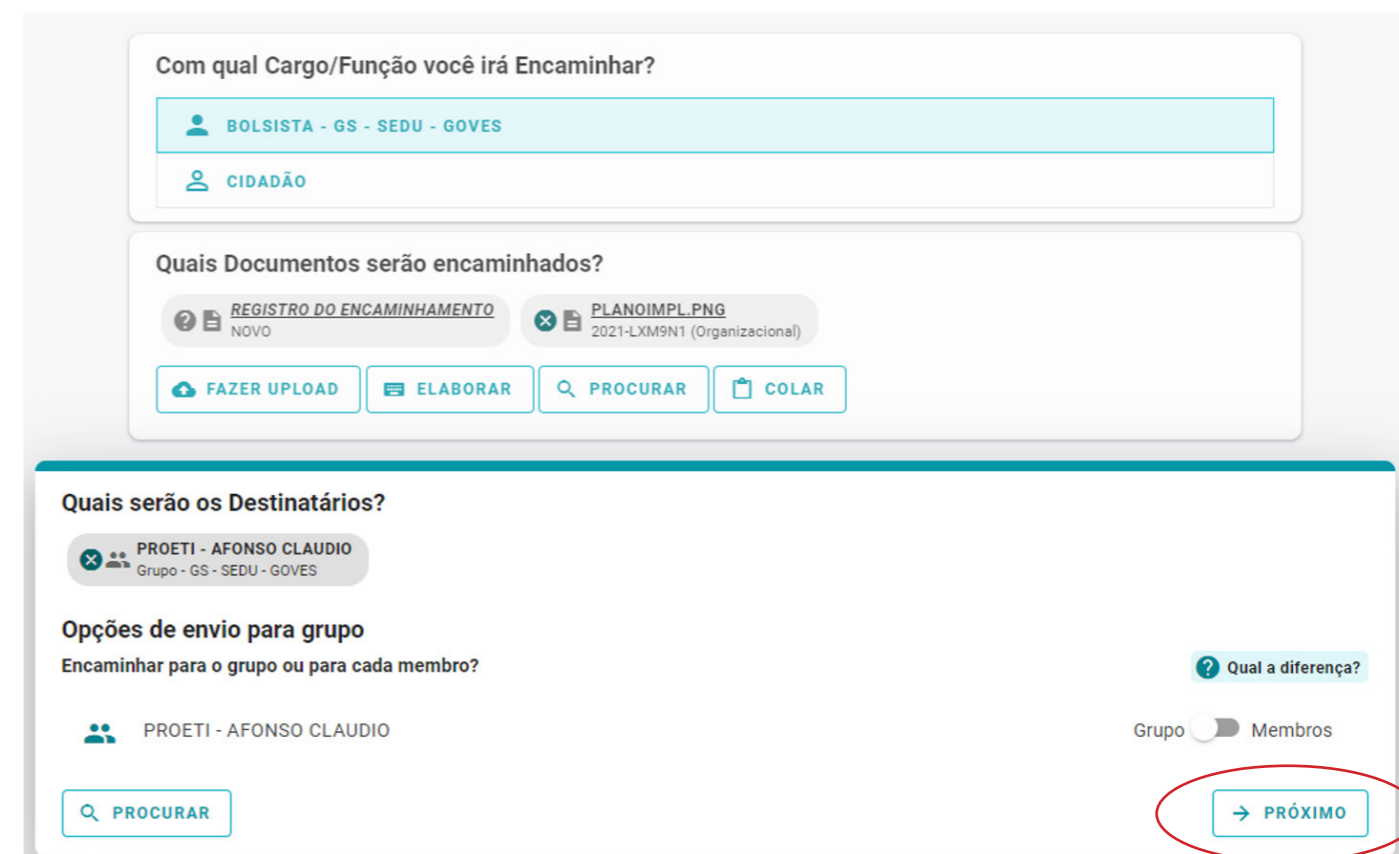 Com qual Cargo/Função você irá Encaminhar?
BOLSISTA - GS - SEDU - GOVES
CIDADÃO
Quais Documentos serão encaminhados?
REGISTRO DO ENCAMINHAMENTO
NOVO
PLANOIMPL.PNG
2021-LXM9N1 (Organizacional)
FAZER UPLOAD
ELABORAR
PROCURAR
COLAR
Quais serão os Destinatários?
PROETI - AFONSO CLAUDIO
Grupo - GS - SEDU - GOVES
Opções de envio para grupo
Encaminhar para o grupo ou para cada membro?
Qual a diferença?
PROETI - AFONSO CLAUDIO
Grupo
Membros
PROCURAR
PRÓXIMO